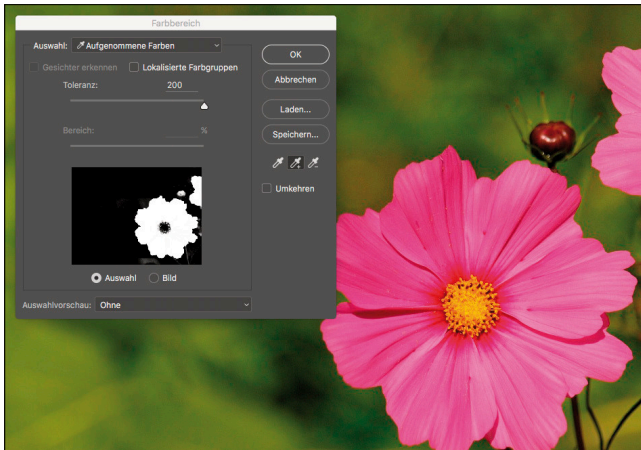 Farbbereich
Auswahl: Aufgenommene Farben
OK
Gesichter erkennen Lokalisierte Farbgruppen
Abbrechen
Toleranz: 200
Laden...
Bereich: %
Speichern...
Umkehren
Auswahl Bild
Auswahlvorschau: Ohne